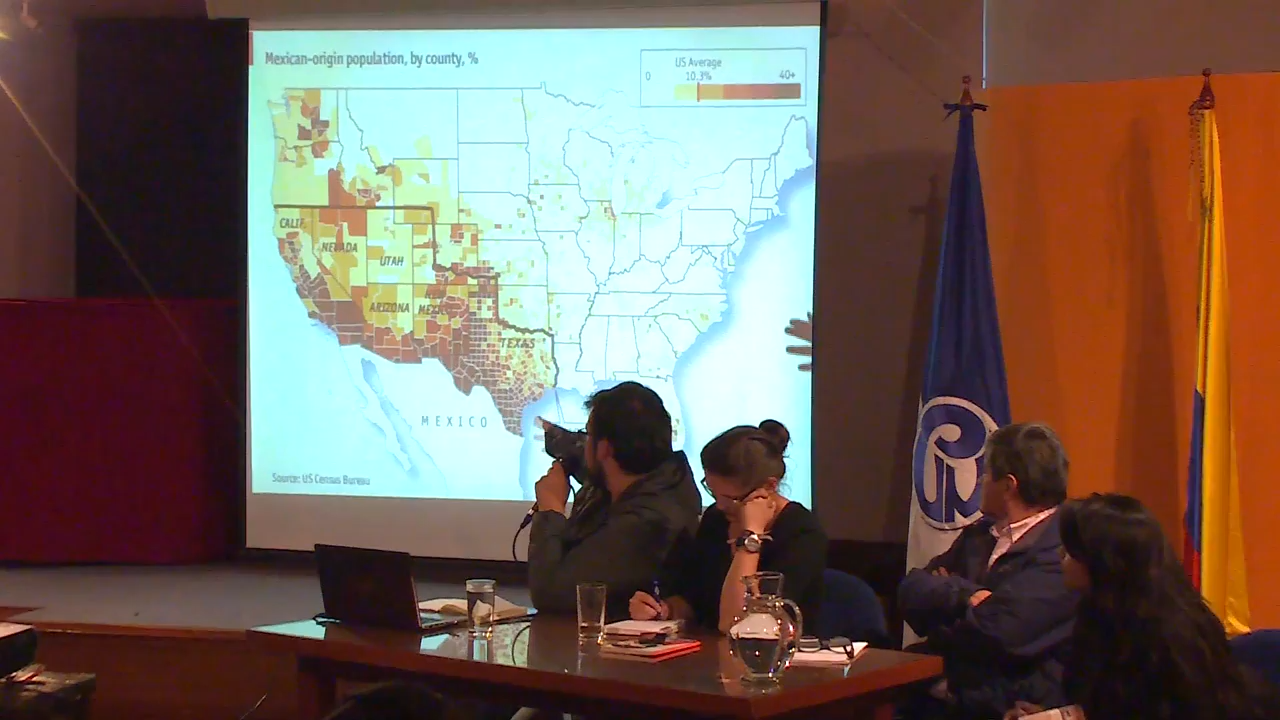 Mexican-origin population, by county, %
US Average
0 10.3% 40+
CALIF
NEVADA
UTAH
ARIZONA
MEXICO
TEXAS
Source: US Census Bureau